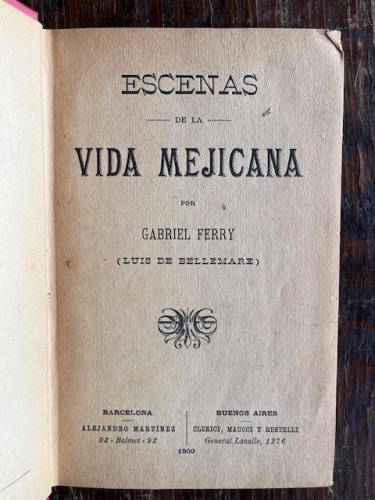 ESCENAS
DE LA
VIDA MEJICANA
POR
GABRIEL FERRY
(LUIS DE BELLEMARE)
BARCELONA
ALEJANDRO MARTÍNEZ
92 - Balmes - 92
BUENOS AIRES
CLERICI, MAUCCI Y RESTELLI
General Lavalle, 1276
1900